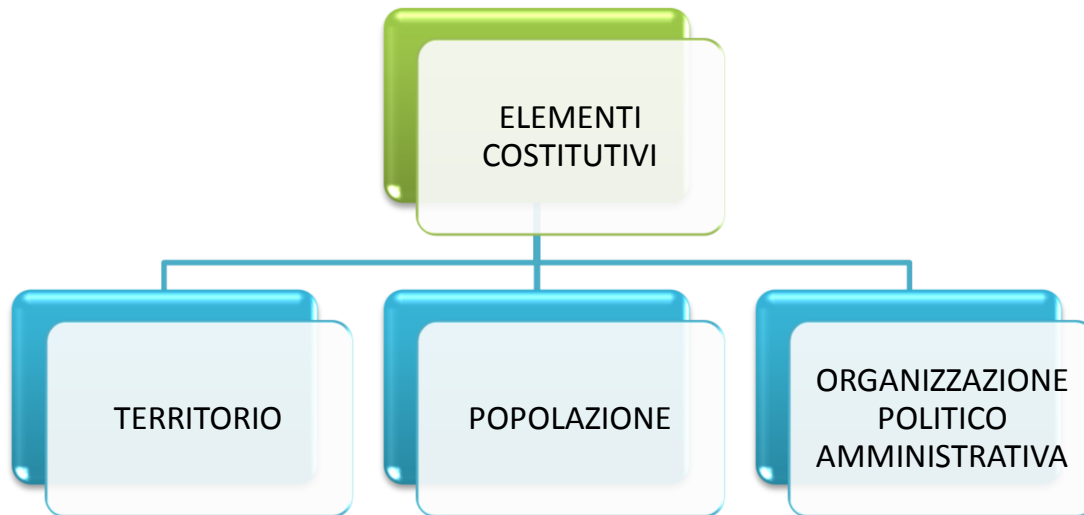 ELEMENTI
COSTITUTIVI
TERRITORIO
POPOLAZIONE
ORGANIZZAZIONE
POLITICO
AMMINISTRATIVA